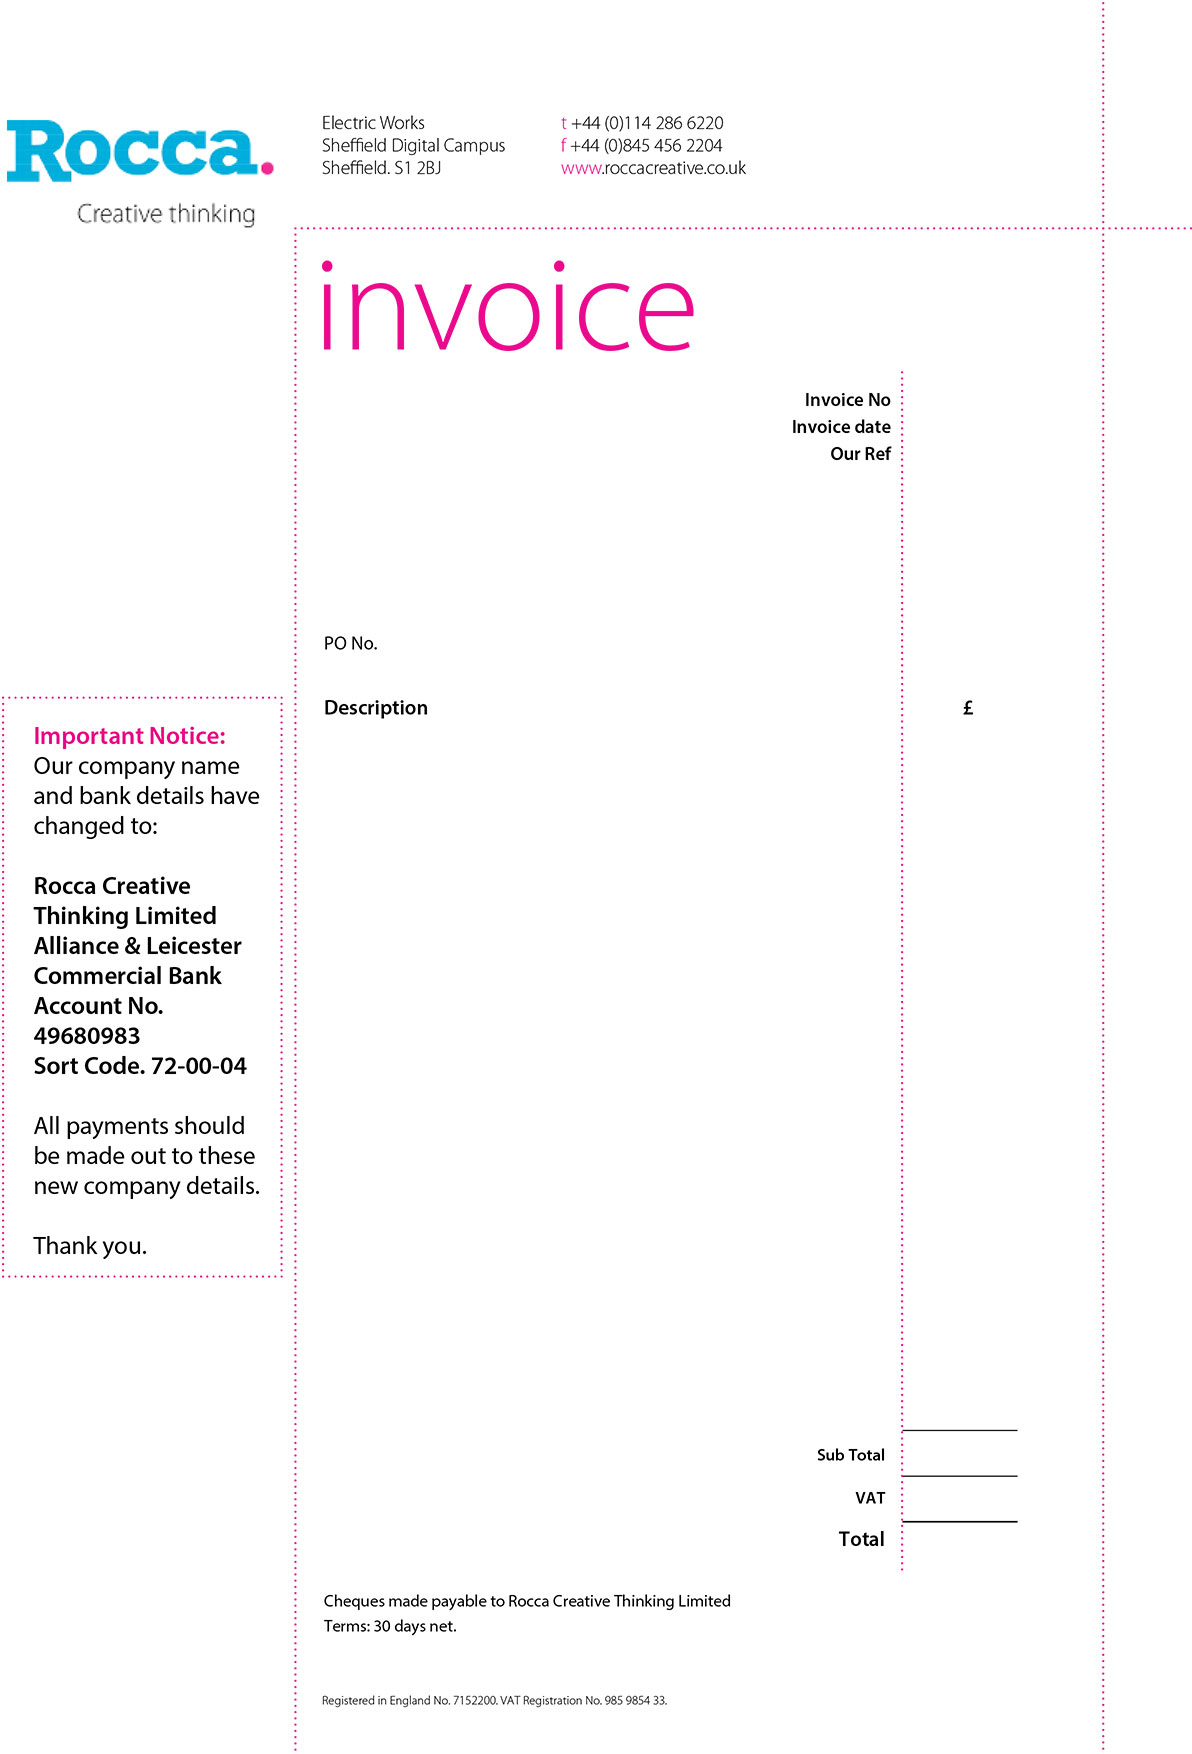 Rocca.
Creative thinking
Electric Works
Sheffield Digital Campus
Sheffield. S1 2BJ
t +44 (0)114 286 6220
f +44 (0)845 456 2204
www.roccacreative.co.uk
invoice
Invoice No
Invoice date
Our Ref
PO No.
Description £
Important Notice:
Our company name
and bank details have
changed to:
Rocca Creative
Thinking Limited
Alliance & Leicester
Commercial Bank
Account No.
49680983
Sort Code. 72-00-04
All payments should
be made out to these
new company details.
Thank you.
Sub Total
VAT
Total
Cheques made payable to Rocca Creative Thinking Limited
Terms: 30 days net.
Registered in England No. 7152200. VAT Registration No. 985 9854 33.